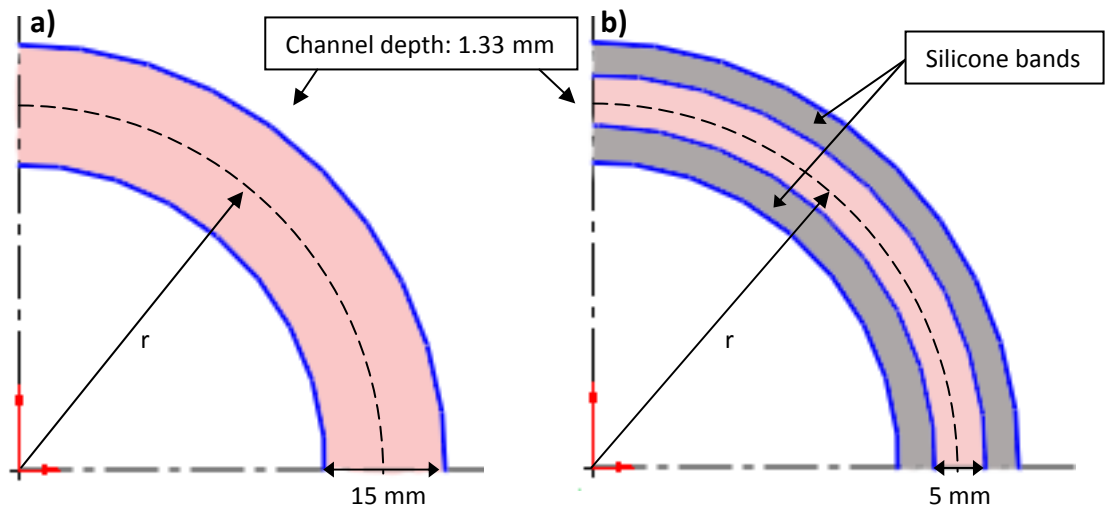 a)
Channel depth: 1.33 mm
b)
Silicone bands
r
r
15 mm
5 mm